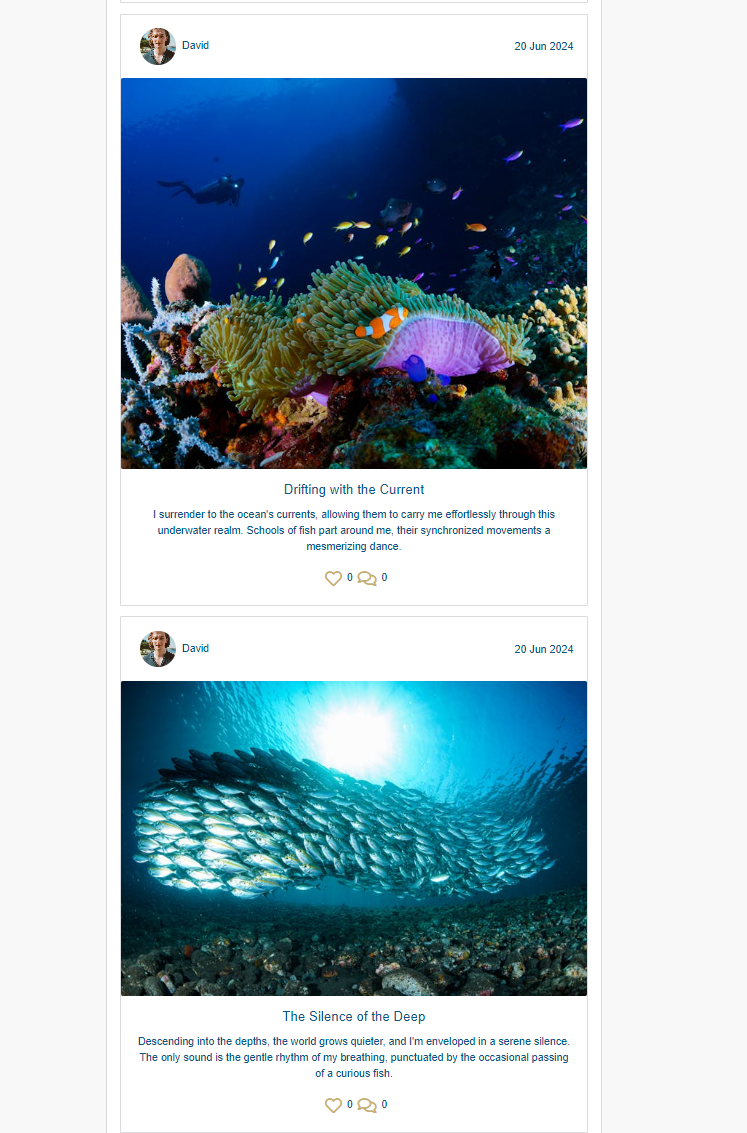 David
20 Jun 2024
Drifting with the Current
I surrender to the ocean's currents, allowing them to carry me effortlessly through this
underwater realm. Schools of fish part around me, their synchronized movements a
mesmerizing dance.
0 0
David
20 Jun 2024
The Silence of the Deep
Descending into the depths, the world grows quieter, and I'm enveloped in a serene silence.
The only sound is the gentle rhythm of my breathing, punctuated by the occasional passing
of a curious fish.
0 0